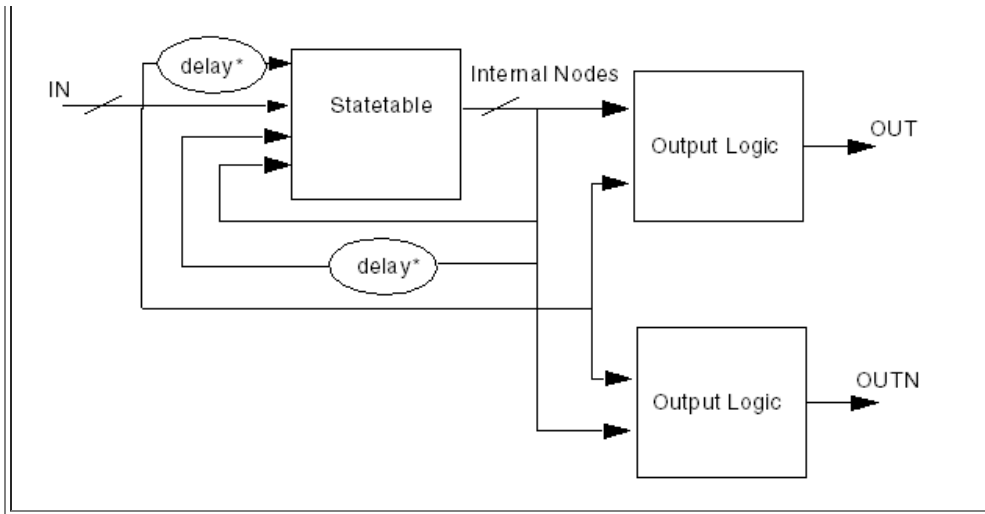 delay*
IN
Statetable
Internal Nodes
Output Logic
OUT
delay*
Output Logic
OUTN